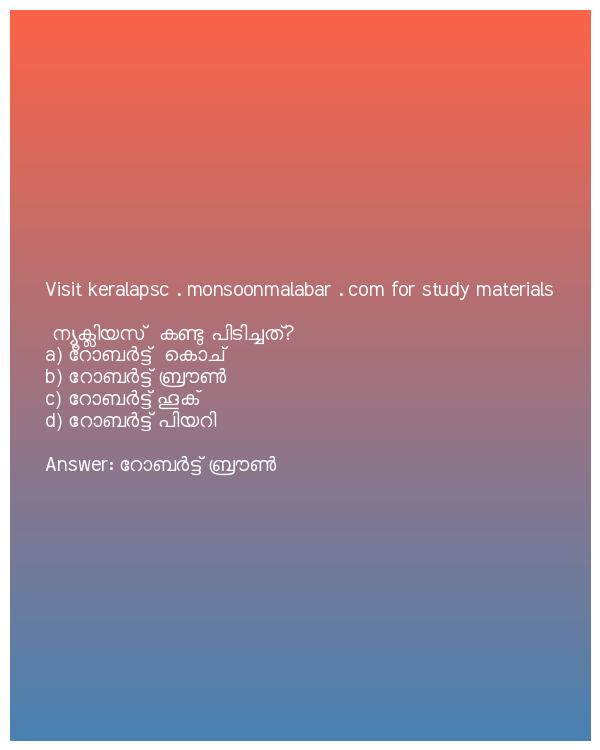 Visit keralapsc . monsoonmalabar . com for study materials
ന്യൂക്ലിയസ് കണ്ടു പിടിച്ചത്?
a) റോബർട്ട് കൊച്
b) റോബർട്ട് ബ്രൗൺ
c) റോബർട്ട് ഹൂക്
d) റോബർട്ട് പിയറി
Answer: റോബർട്ട് ബ്രൗൺ